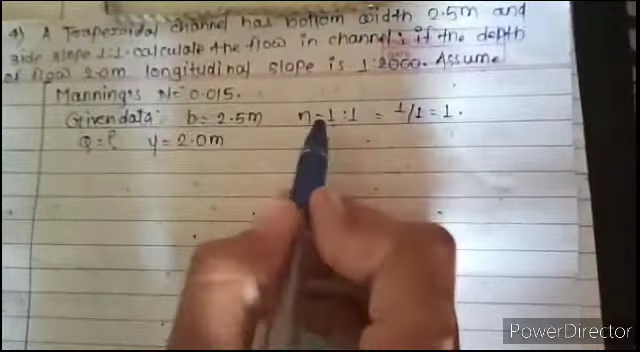 4) A Trapezoidal channel has bottom width 2.5m and
side slope 1:1. calculate the flow in channel; if the depth
of flow 2.0m longitudinal slope is 1:2000. Assume
Manning's N=0.015.
Given data: b=2.5m n=1:1 = 1/1=1.
Q=? y=2.0m
PowerDirector